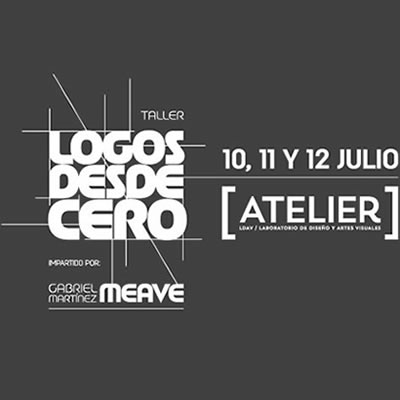 TALLER
LOGOS
DESDE
CERO
IMPARTIDO POR:
GABRIEL
MARTÍNEZ
MEAVE
10, 11 Y 12 JULIO
[ATELIER]
LDAV / LABORATORIO DE DISEÑO Y ARTES VISUALES